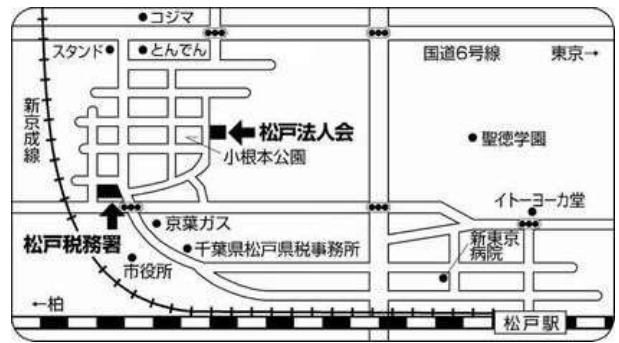 コジマ
スタンド
とんでん
国道6号線
東京→
新京成線
松戸法人会
小根本公園
聖徳学園
イトーヨーカ堂
京葉ガス
松戸税務署
千葉県松戸県税事務所
新東京
病院
市役所
←柏
松戸駅